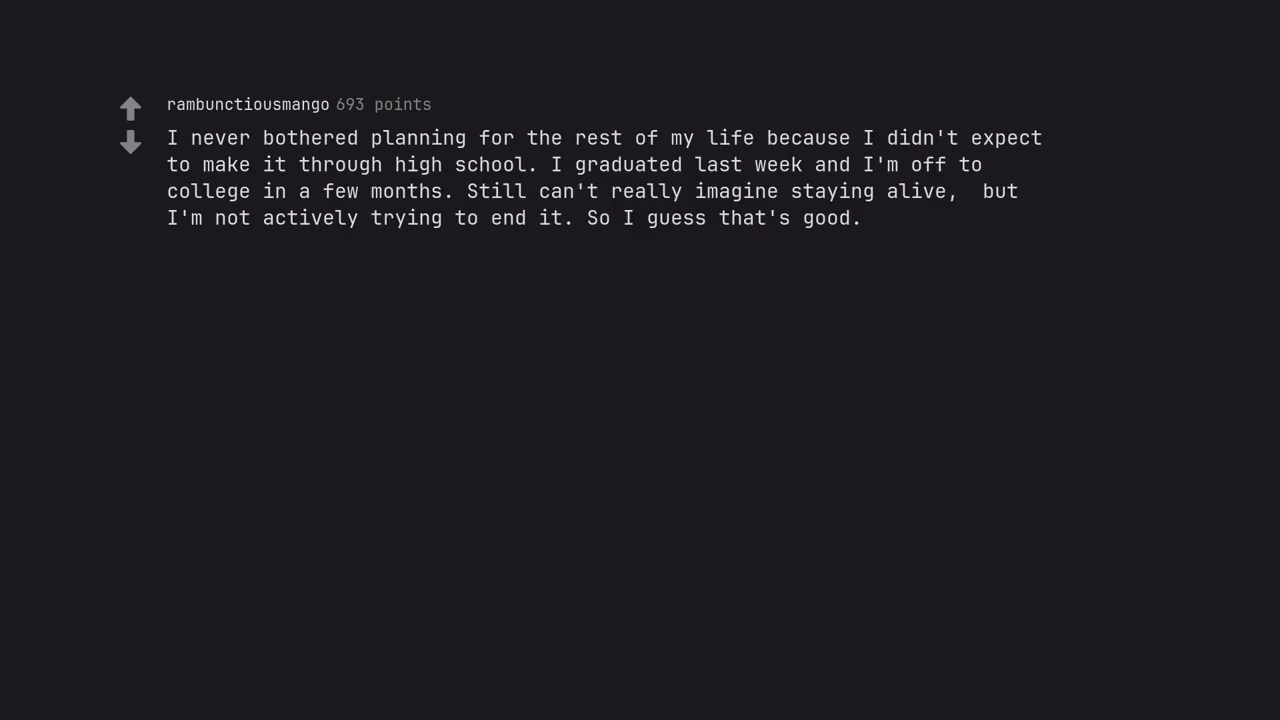 rambunctiousmango 693 points
I never bothered planning for the rest of my life because I didn't expect
to make it through high school. I graduated last week and I'm off to
college in a few months. Still can't really imagine staying alive,  but
I'm not actively trying to end it. So I guess that's good.